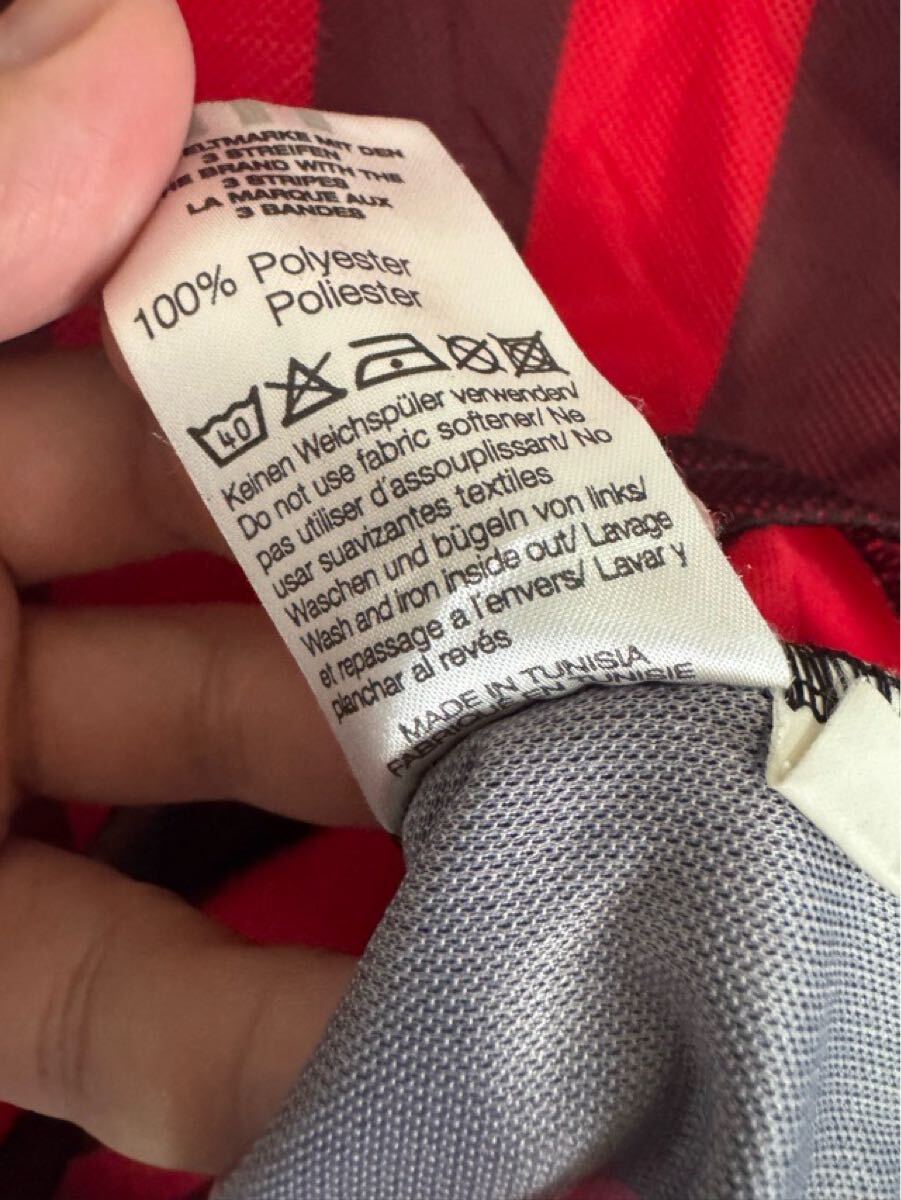 3 STREIFEN
BRAND WITH THE
3 STRIPES
LA MARQUE AUX
3 BANDES
100% Polyester
Poliester
40
Keinen Weichspüler verwenden/
Do not use fabric softener/ Ne
pas utiliser d'assouplissant/ No
usar suavizantes textiles
Waschen und bügeln von links/
Wash and iron inside out/ Lavage
et repassage a l'envers/ Lavar y
planchar al revés
MADE IN TUNISIA
EN TUNISIE